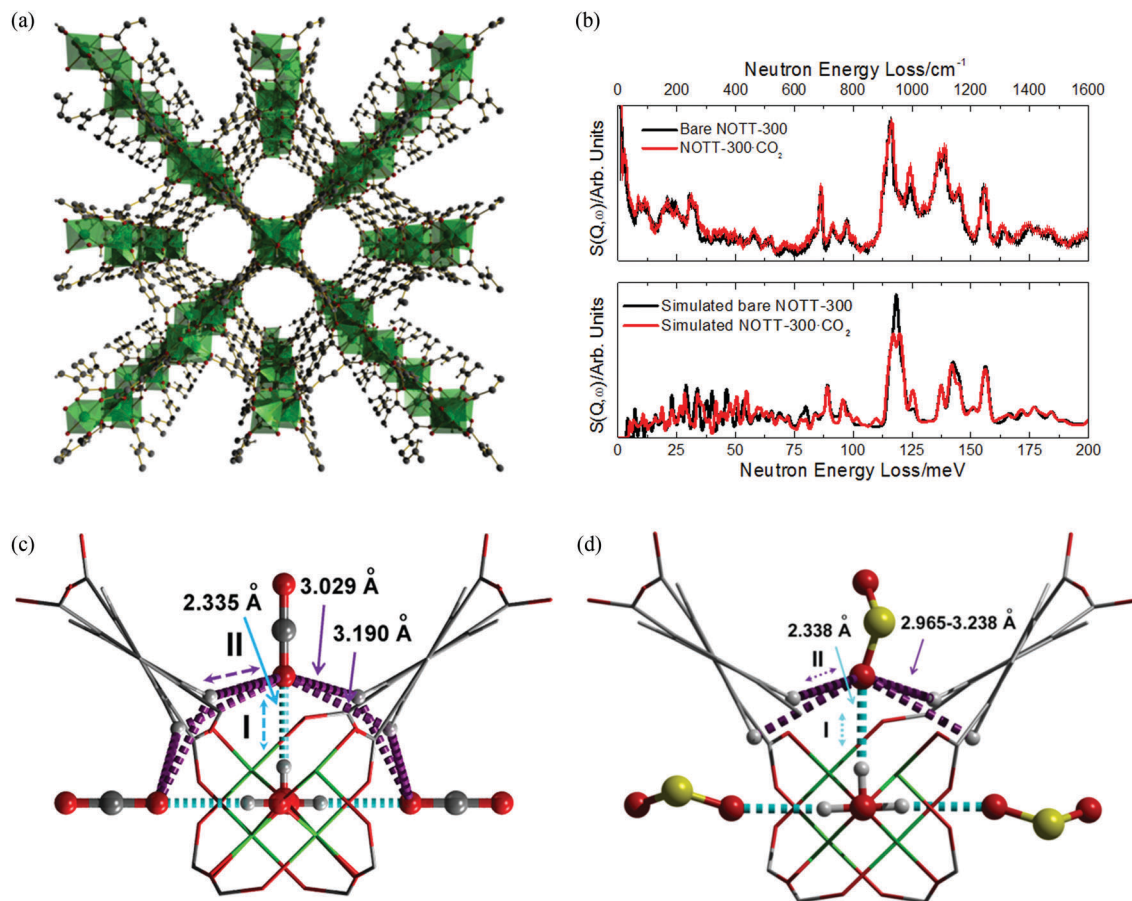 (a)
(b)
Neutron Energy Loss/cm⁻¹
0 200 400 600 800 1000 1200 1400 1600
S(Q,ω)/Arb. Units
Bare NOTT-300
NOTT-300·CO₂
S(Q,ω)/Arb. Units
Simulated bare NOTT-300
Simulated NOTT-300·CO₂
0 25 50 75 100 125 150 175 200
Neutron Energy Loss/meV
(c)
2.335 Å
3.029 Å
3.190 Å
II
I
(d)
2.338 Å
2.965-3.238 Å
II
I